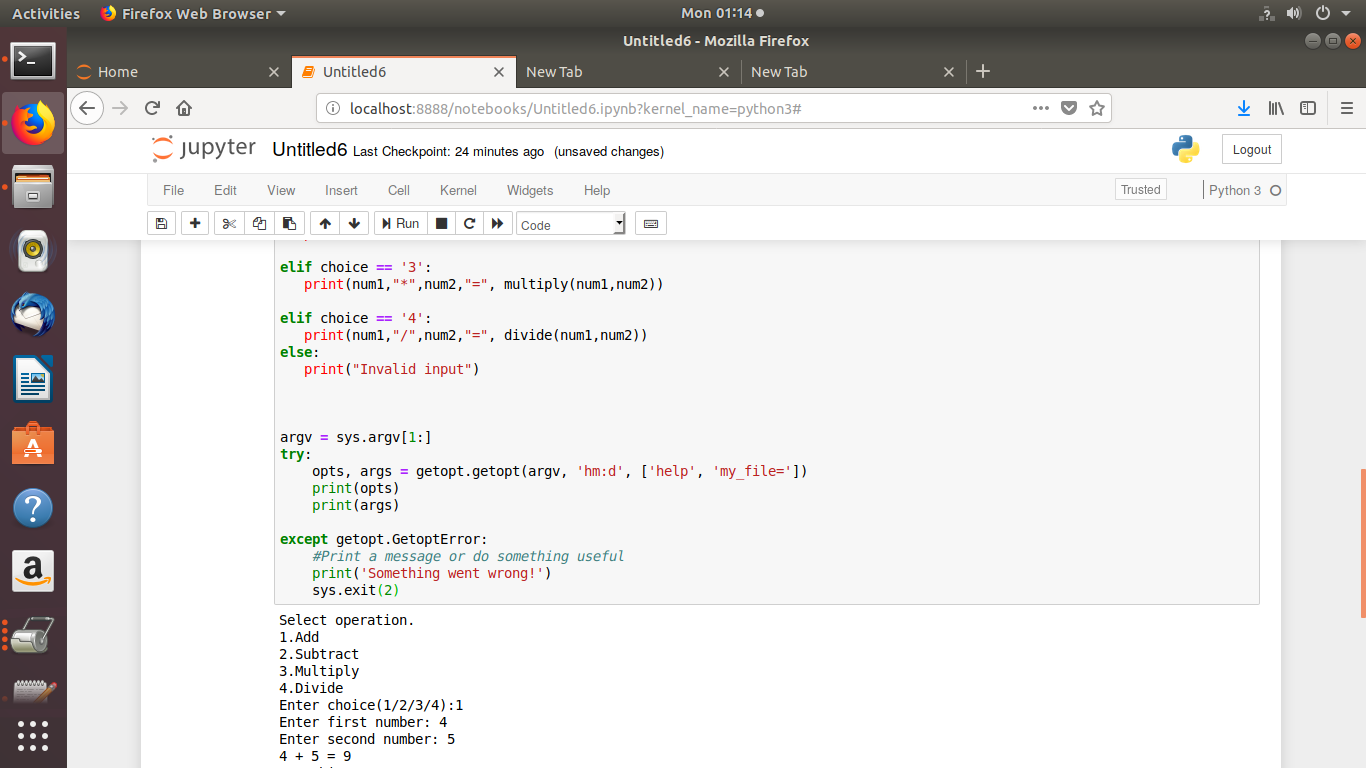 Activities
Firefox Web Browser
Mon 01:14
Untitled6 - Mozilla Firefox
Home
Untitled6
New Tab
New Tab
localhost:8888/notebooks/Untitled6.ipynb?kernel_name=python3#
jupyter
Untitled6 Last Checkpoint: 24 minutes ago (unsaved changes)
Logout
File Edit View Insert Cell Kernel Widgets Help
Trusted
Python 3
Run
Code
elif choice == '3':
   print(num1,"*",num2,"=", multiply(num1,num2))
elif choice == '4':
   print(num1,"/",num2,"=", divide(num1,num2))
else:
   print("Invalid input")
argv = sys.argv[1:]
try:
    opts, args = getopt.getopt(argv, 'hm:d', ['help', 'my_file='])
    print(opts)
    print(args)
except getopt.GetoptError:
    #Print a message or do something useful
    print('Something went wrong!')
    sys.exit(2)
Select operation.
1.Add
2.Subtract
3.Multiply
4.Divide
Enter choice(1/2/3/4):1
Enter first number: 4
Enter second number: 5
4 + 5 = 9